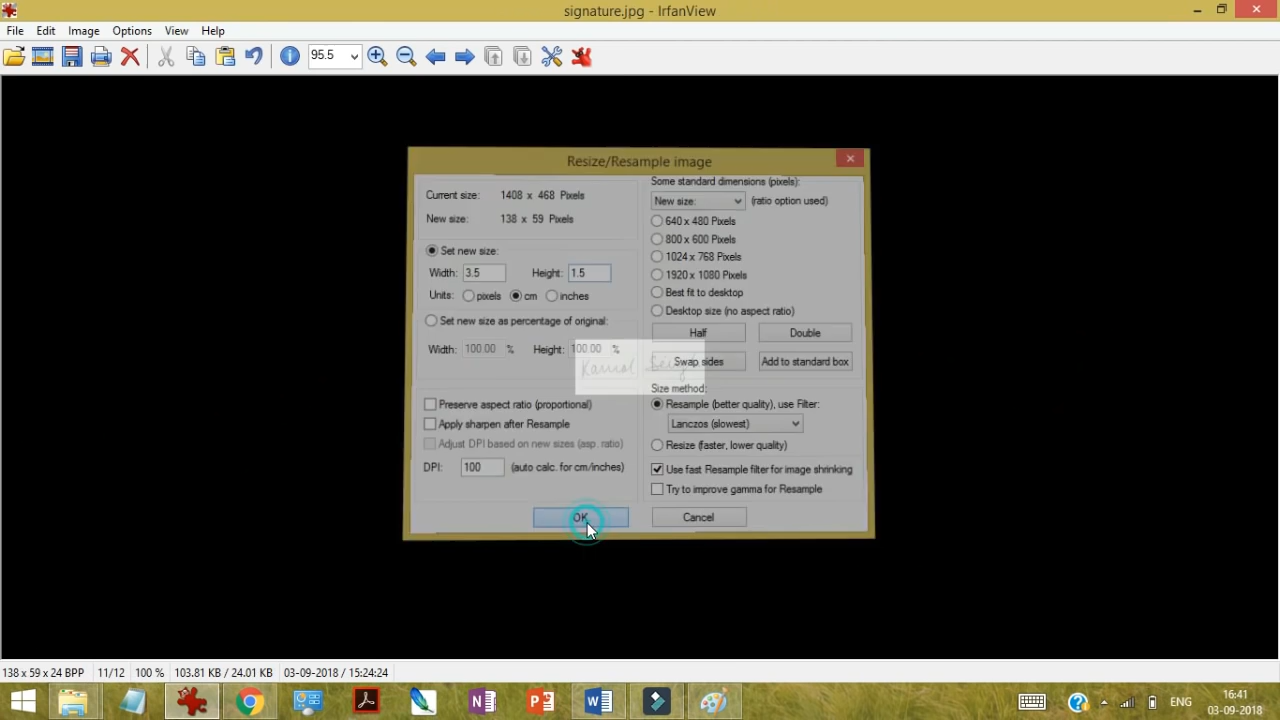 signature.jpg - IrfanView
File Edit Image Options View Help
95.5
Resize/Resample image
Current size: 1408 x 468 Pixels
New size: 138 x 59 Pixels
Set new size:
Width: 3.5 Height: 1.5
Units: pixels cm inches
Set new size as percentage of original:
Width: 100.00 % Height: 100.00 %
Preserve aspect ratio (proportional)
Apply sharpen after Resample
Adjust DPI based on new sizes (asp. ratio)
DPI: 100 (auto calc. for cm/inches)
Some standard dimensions (pixels):
New size: (ratio option used)
640 x 480 Pixels
800 x 600 Pixels
1024 x 768 Pixels
1920 x 1080 Pixels
Best fit to desktop
Desktop size (no aspect ratio)
Half Double
Swap sides Add to standard box
Kamal
Size method:
Resample (better quality), use Filter:
Lanczos (slowest)
Resize (faster, lower quality)
Use fast Resample filter for image shrinking
Try to improve gamma for Resample
OK Cancel
138 x 59 x 24 BPP 11/12 100 % 103.81 KB / 24.01 KB 03-09-2018 / 15:24:24
ENG
16:41
03-09-2018